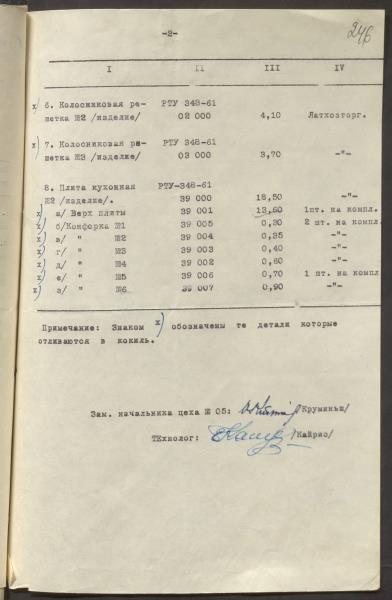 246
-2-
I II III IV
х) 6. Колосниковая ре- РТУ 348-61
шетка №2 /изделие/ 02 000 4,10 Латхозторг.
х) 7. Колосниковая ре- РТУ 348-61
шетка №3 /изделие/ 03 000 3,70 -"-
8. Плита кухонная РТУ-348-61
№2 /изделие/. 39 000 18,50 -"-
х) а/ Верх плиты 39 001 13,60 1шт. на компл.
х) б/Конфорка №1 39 005 0,30 2 шт. на компл.
х) в/ " №2 39 004 0,35 -"-
х) г/ " №3 39 003 0,40 -"-
х) д/ " №4 39 002 0,60 -"-
х) е/ " №5 39 006 0,70 1 шт. на компл
х) з/ " №6 39 007 0,90 -"-
Примечание: Знаком х) обозначены те детали которые
отливаются в кокиль.
Зам. начальника цеха № 05: /Круминьш/
ТЕхнолог: /Кайрис/